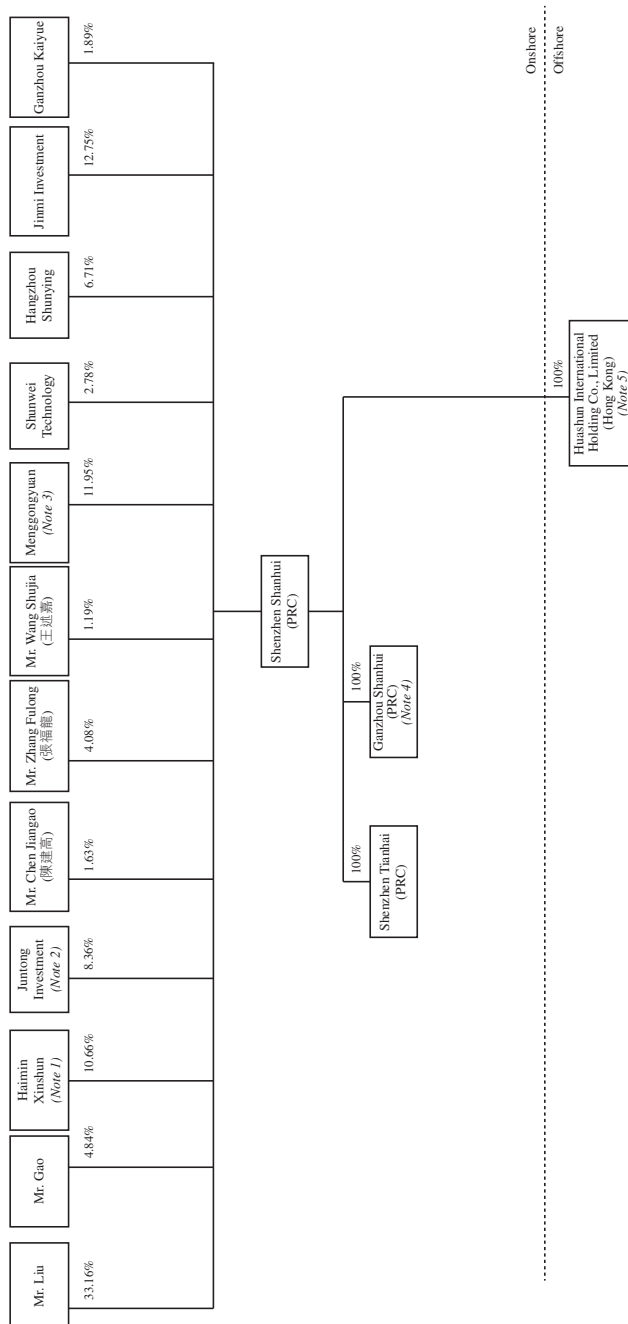 Mr. Liu
33.16%
Mr. Gao
4.84%
Haimin
Xinshun
(Note 1)
10.66%
Juntong
Investment
(Note 2)
8.36%
Mr. Chen Jiangao
(陳建高)
1.63%
Mr. Zhang Fulong
(張福龍)
4.08%
Mr. Wang Shujia
(王述嘉)
1.19%
Menggongyuan
(Note 3)
11.95%
Shunwei
Technology
2.78%
Hangzhou
Shunying
6.71%
Jinmi Investment
12.75%
Ganzhou Kaiyue
1.89%
Shenzhen Shanhui
(PRC)
100%
Shenzhen Tianhai
(PRC)
100%
Ganzhou Shanhui
(PRC)
(Note 4)
100%
Onshore
Offshore
Huashun International
Holding Co., Limited
(Hong Kong)
(Note 5)